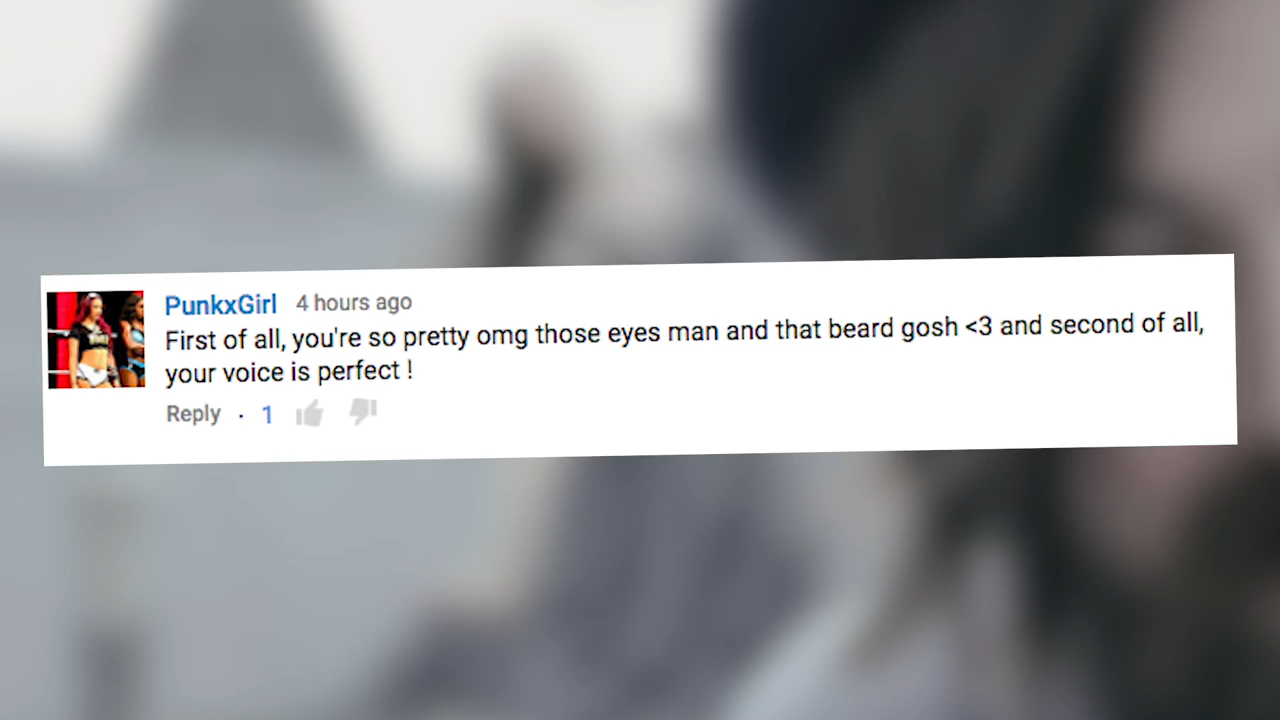 PunkxGirl 4 hours ago
First of all, you're so pretty omg those eyes man and that beard gosh <3 and second of all,
your voice is perfect !
Reply · 1